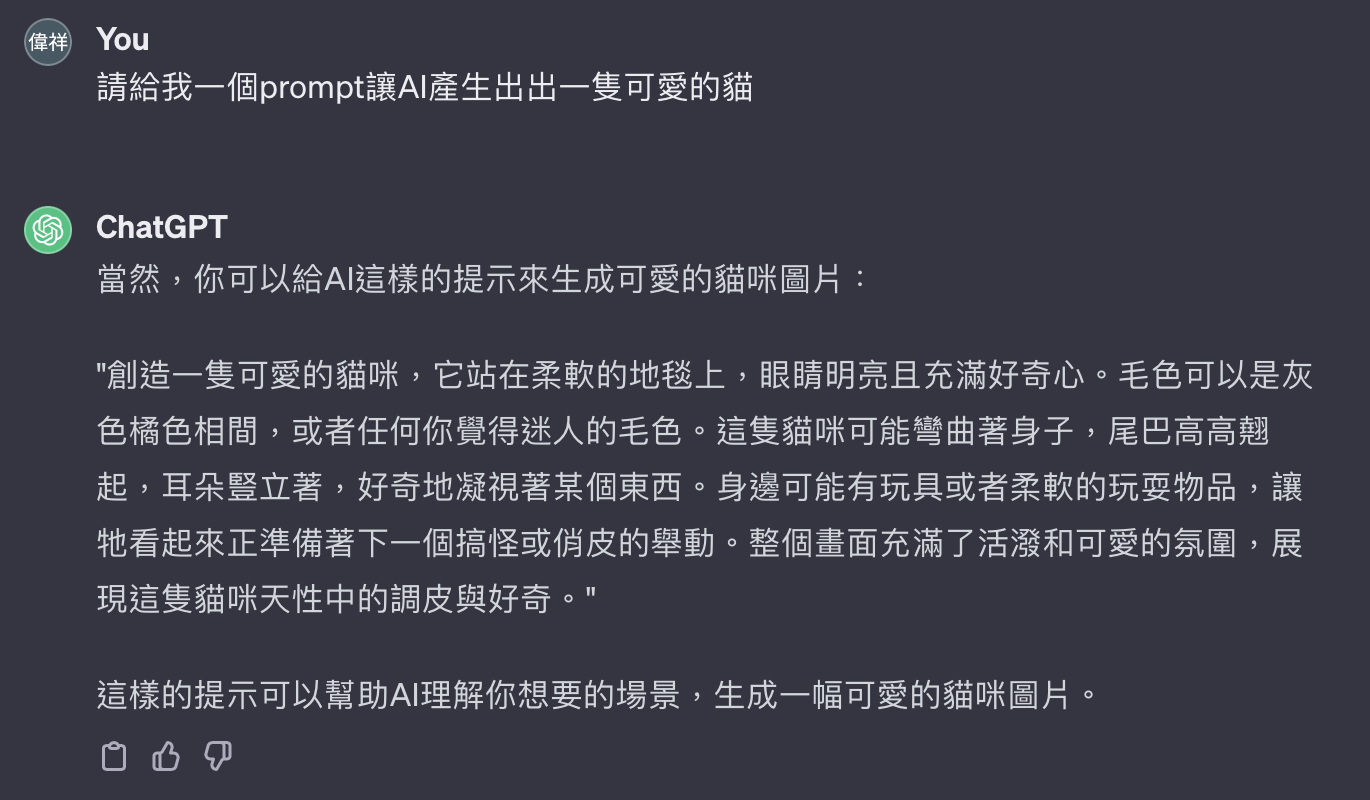 偉祥
You
請給我一個prompt讓AI產生出出一隻可愛的貓
ChatGPT
當然，你可以給AI這樣的提示來生成可愛的貓咪圖片：
"創造一隻可愛的貓咪，它站在柔軟的地毯上，眼睛明亮且充滿好奇心。毛色可以是灰
色橘色相間，或者任何你覺得迷人的毛色。這隻貓咪可能彎曲著身子，尾巴高高翹
起，耳朵豎立著，好奇地凝視著某個東西。身邊可能有玩具或者柔軟的玩耍物品，讓
牠看起來正準備著下一個搞怪或俏皮的舉動。整個畫面充滿了活潑和可愛的氛圍，展
現這隻貓咪天性中的調皮與好奇。"
這樣的提示可以幫助AI理解你想要的場景，生成一幅可愛的貓咪圖片。